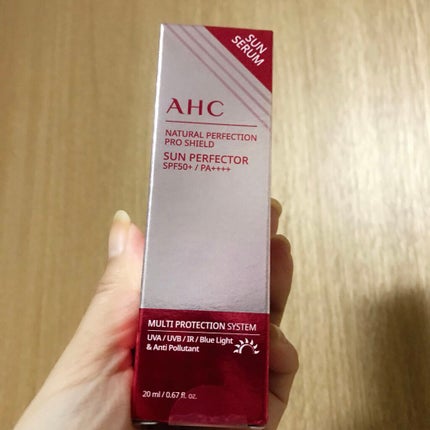 SUN
SERUM
AHC
NATURAL PERFECTION
PRO SHIELD
SUN PERFECTOR
SPF50+ / PA++++
MULTI PROTECTION SYSTEM
UVA / UVB / IR / Blue Light
& Anti Pollutant
20 ml / 0.67 fl. oz.